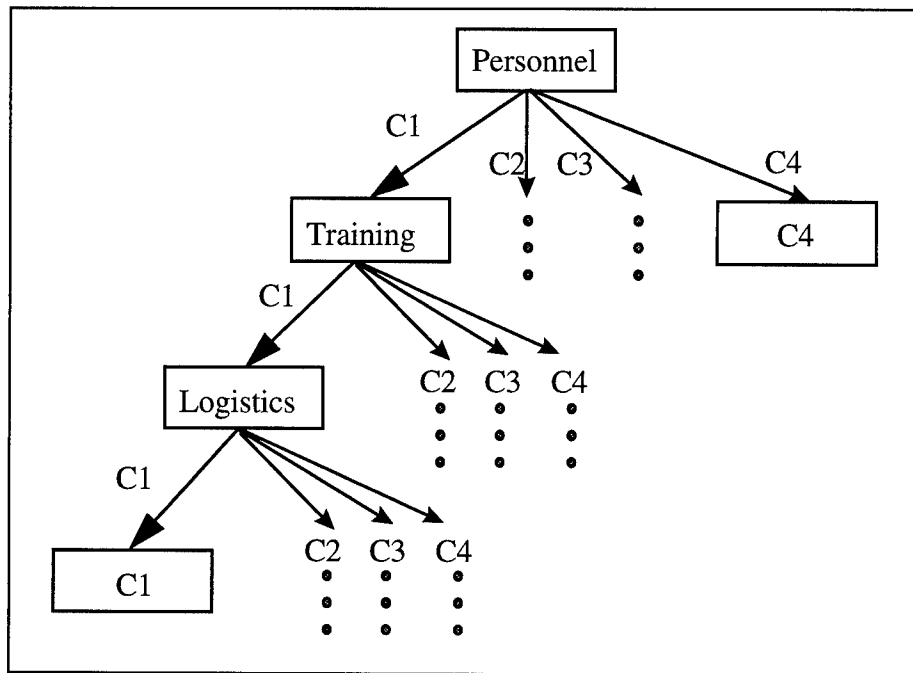 Personnel
C1
C2 C3 C4
Training
C4
C1
C2 C3 C4
Logistics
C1
C2 C3 C4
C1